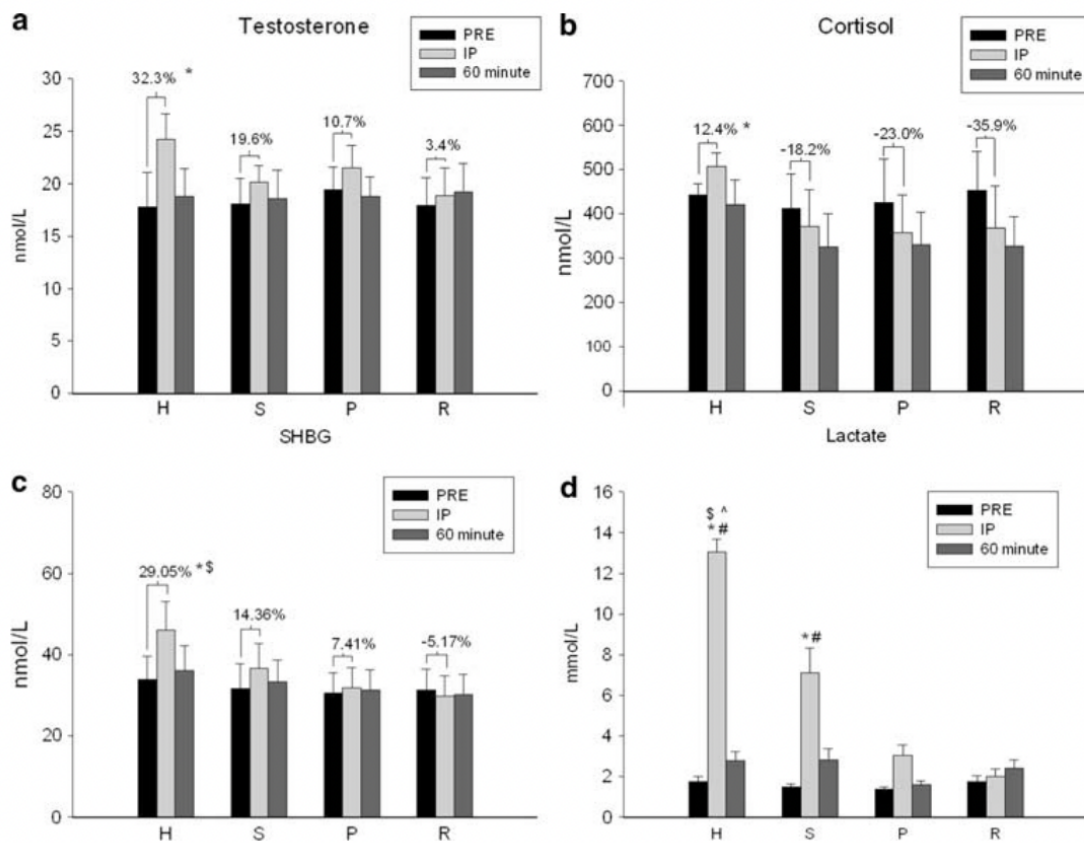 a
Testosterone
PRE
IP
60 minute
30
25
20
15
10
5
0
nmol/L
32.3% *
19.6%
10.7%
3.4%
H S P R
b
Cortisol
PRE
IP
60 minute
700
600
500
400
300
200
100
0
nmol/L
12.4% *
-18.2%
-23.0%
-35.9%
H S P R
c
SHBG
PRE
IP
60 minute
80
60
40
20
0
nmol/L
29.05% *$
14.36%
7.41%
-5.17%
H S P R
d
Lactate
PRE
IP
60 minute
16
14
12
10
8
6
4
2
0
mmol/L
$ ^
*#
*#
H S P R